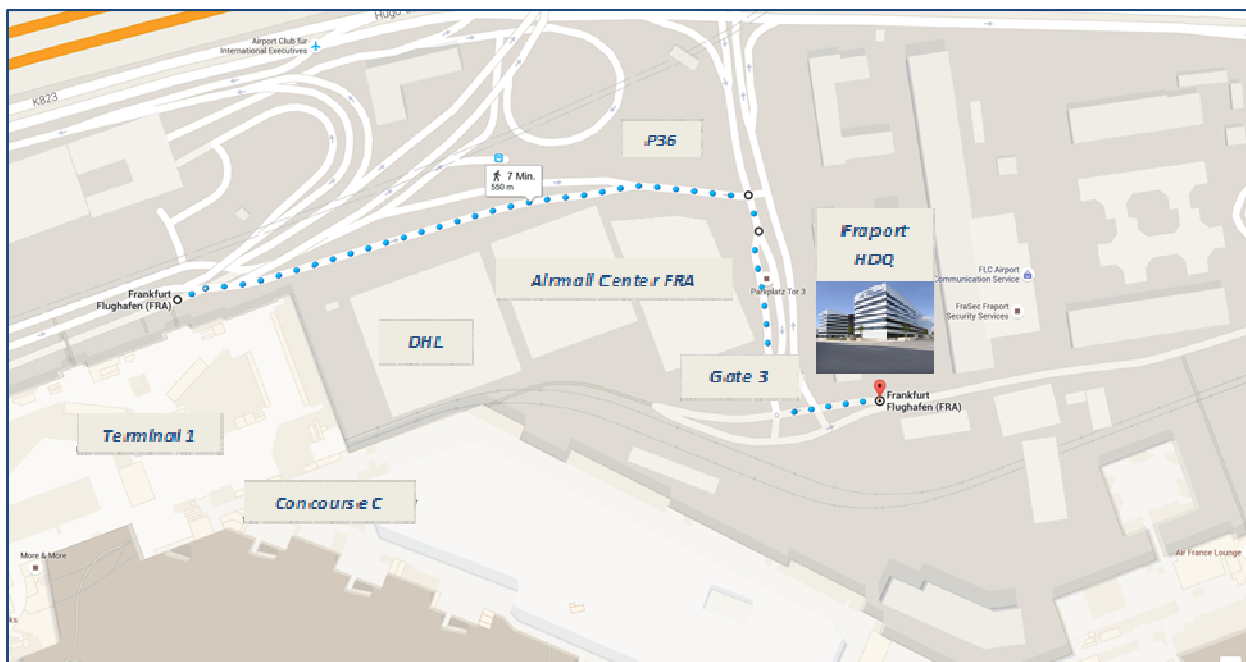 Hugo
Airport Club für
International Executives
K823
P36
7 Min.
550 m
Fraport
HDQ
Airmail Center FRA
FLC Airport
Communication Service
Parkplatz Tor 3
Frankfurt
Flughafen (FRA)
FraSec Fraport
Security Services
DHL
Gate 3
Frankfurt
Flughafen (FRA)
Terminal 1
Concourse C
More & More
Air France Lounge
ks